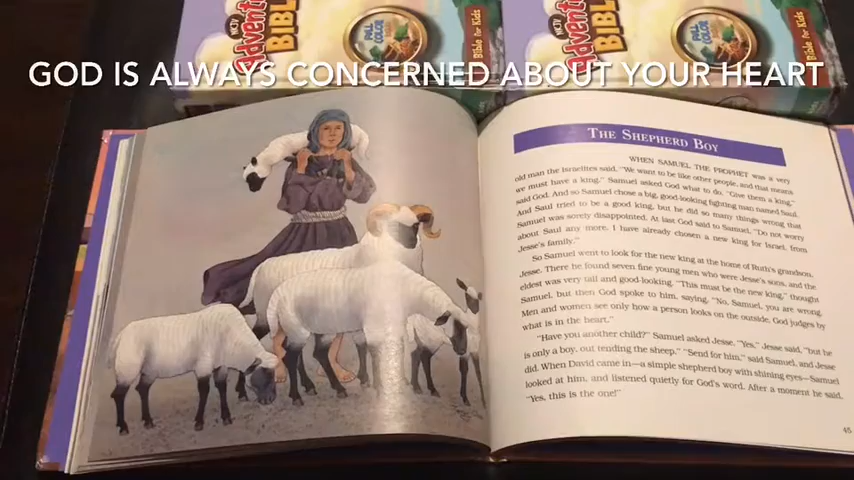 NKJV
Adventure
BIBLE
FULL
COLOR
Bible for Kids
NKJV
Adventure
BIBLE
FULL
COLOR
Bible for Kids
GOD IS ALWAYS CONCERNED ABOUT YOUR HEART
THE SHEPHERD BOY
WHEN SAMUEL THE PROPHET was a very
old man the Israelites said, "We want to be like other people, and that means
we must have a king." Samuel asked God what to do. "Give them a king,"
said God. And so Samuel chose a big, good-looking fighting man named Saul.
And Saul tried to be a good king, but he did so many things wrong that
Samuel was sorely disappointed. At last God said to Samuel, "Do not worry
about Saul any more. I have already chosen a new king for Israel, from
Jesse's family."
So Samuel went to look for the new king at the home of Ruth's grandson,
Jesse. There he found seven fine young men who were Jesse's sons, and the
eldest was very tall and good-looking. "This must be the new king," thought
Samuel, but then God spoke to him, saying, "No, Samuel, you are wrong.
Men and women see only how a person looks on the outside. God judges by
what is in the heart."
"Have you another child?" Samuel asked Jesse. "Yes," Jesse said, "but he
is only a boy, out tending the sheep." "Send for him," said Samuel, and Jesse
did. When David came in—a simple shepherd boy with shining eyes—Samuel
looked at him, and listened quietly for God's word. After a moment he said,
"Yes, this is the one!"
45